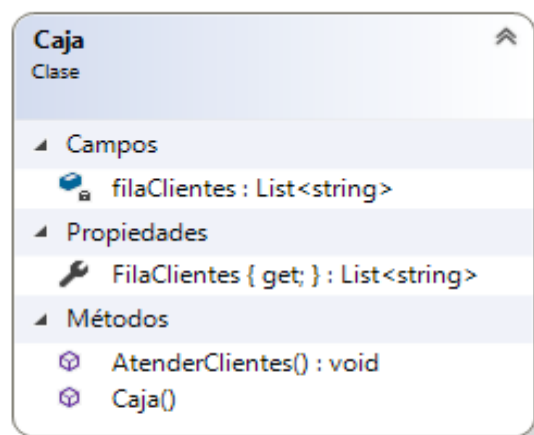 Caja
Clase
Campos
filaClientes : List<string>
Propiedades
FilaClientes { get; } : List<string>
Métodos
AtenderClientes() : void
Caja()